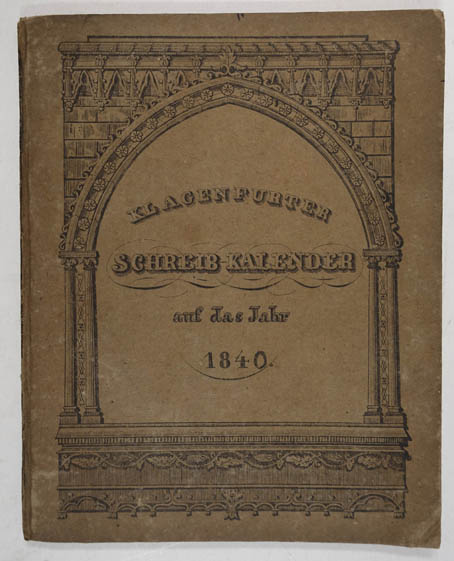 KLAGENFURTER
SCHREIB-KALENDER
auf das Jahr
1840.